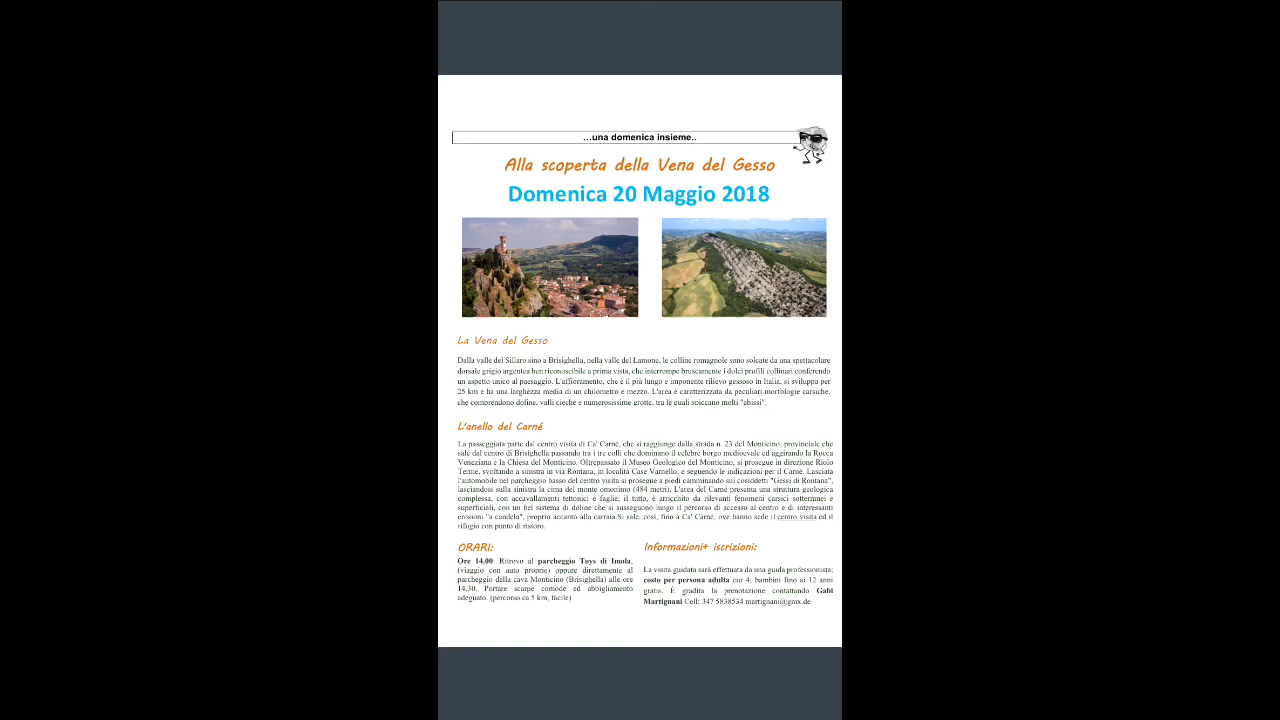 …una domenica insieme..
Alla scoperta della Vena del Gesso
Domenica 20 Maggio 2018
La Vena del Gesso
Dalla valle del Sillaro sino a Brisighella, nella valle del Lamone, le colline romagnole sono solcate da una spettacolare
dorsale grigio argentea ben riconoscibile a prima vista, che interrompe bruscamente i dolci profili collinari conferendo
un aspetto unico al paesaggio. L'affioramento, che è il più lungo e imponente rilievo gessoso in Italia, si sviluppa per
25 km e ha una larghezza media di un chilometro e mezzo. L'area è caratterizzata da peculiari morfologie carsiche,
che comprendono doline, valli cieche e numerosissime grotte, tra le quali spiccano molti "abissi".
L'anello del Carné
La passeggiata parte dal centro visita di Ca' Carné, che si raggiunge dalla strada n. 23 del Monticino, provinciale che
sale dal centro di Brisighella passando tra i tre colli che dominano il celebre borgo medioevale ed aggirando la Rocca
Veneziana e la Chiesa del Monticino. Oltrepassato il Museo Geologico del Monticino, si prosegue in direzione Riolo
Terme, svoltando a sinistra in via Rontana, in località Case Varnello, e seguendo le indicazioni per il Carné. Lasciata
l'automobile nel parcheggio basso del centro visita si prosegue a piedi camminando sui cosiddetti "Gessi di Rontana",
lasciandosi sulla sinistra la cima del monte omonimo (484 metri). L'area del Carné presenta una struttura geologica
complessa, con accavallamenti tettonici e faglie; il tutto, è arricchito da rilevanti fenomeni carsici sotterranei e
superficiali, con un bel sistema di doline che si susseguono lungo il percorso di accesso al centro e di interessanti
erosioni "a candela", proprio accanto alla carraia.Si sale, così, fino a Ca' Carné, ove hanno sede il centro visita ed il
rifugio con punto di ristoro.
ORARI:
Ore 14.00: Ritrovo al parcheggio Toys di Imola,
(viaggio con auto proprie) oppure direttamente al
parcheggio della cava Monticino (Brisighella) alle ore
14,30. Portare scarpe comode ed abbigliamento
adeguato. (percorso ca 5 km, facile)
Informazioni+ iscrizioni:
La visita guidata sarà effettuata da una guida professionista;
costo per persona adulta eur 4; bambini fino ai 12 anni
gratis. È gradita la prenotazione contattando Gabi
Martignani Cell: 347 5838534 martignani@gmx.de